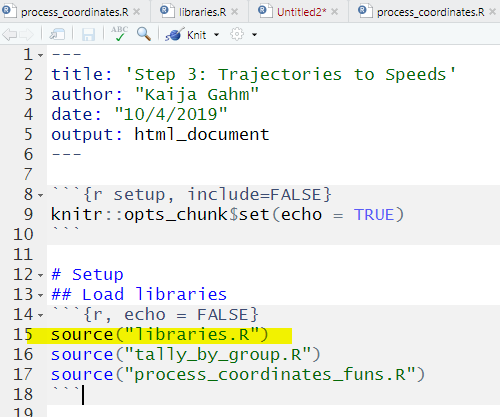 process_coordinates.R libraries.R Untitled2* process_coordinates.R
ABC Knit
1 ---
2 title: 'Step 3: Trajectories to Speeds'
3 author: "Kaija Gahm"
4 date: "10/4/2019"
5 output: html_document
6 ---
7
8 ```{r setup, include=FALSE}
9 knitr::opts_chunk$set(echo = TRUE)
10 ```
11
12 # Setup
13 ## Load libraries
14 ```{r, echo = FALSE}
15 source("libraries.R")
16 source("tally_by_group.R")
17 source("process_coordinates_funs.R")
18 ```
19